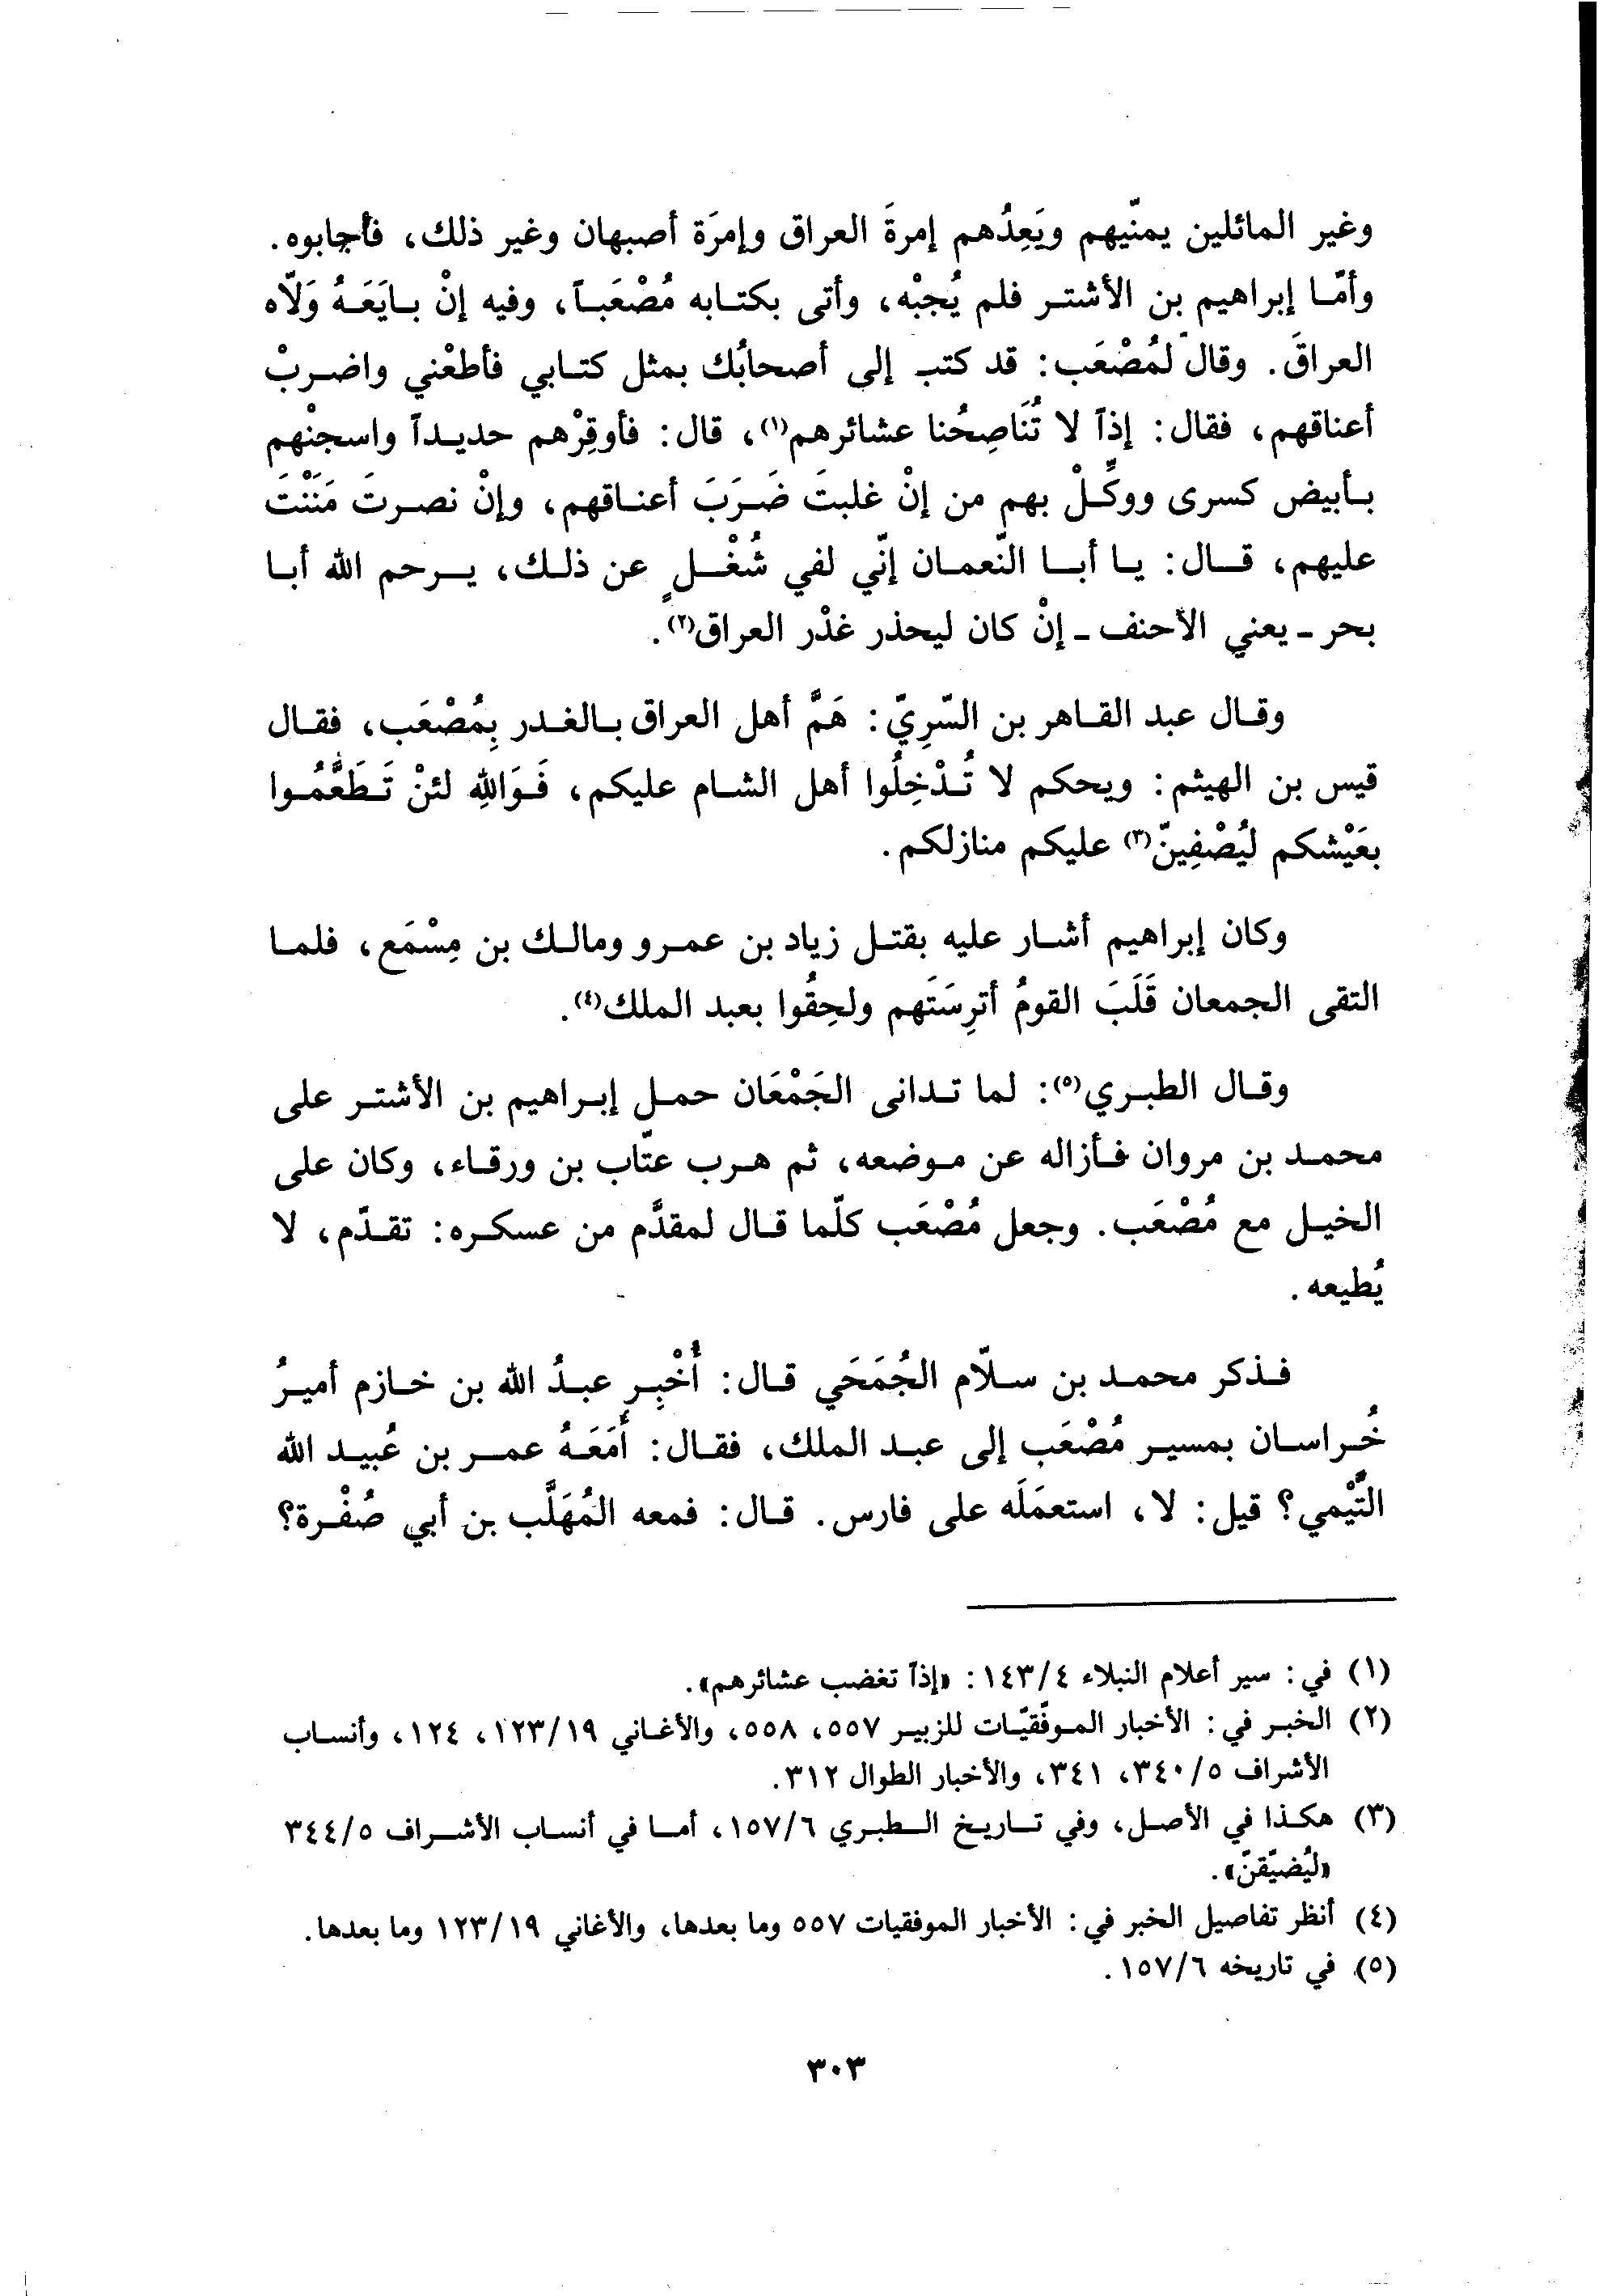 وغير المائلين يمنّيهم ويَعِدُهم إمرةَ العراق وإمرَة أصبهان وغير ذلك، فأجابوه.
وأمّا إبراهيم بن الأشتر فلم يُجبْه، وأتى بكتابه مُصْعَباً، وفيه إنْ بايَعَهُ وَلّاه
العراقَ. وقال لمُصْعَب: قد كتب إلى أصحابُك بمثل كتابي فأطعْني واضربْ
أعناقهم، فقال: إذاً لا تُنَاصِحُنا عشائرهم(١)، قال: فأوقِرْهم حديداً واسجنْهم
بأبيض كسرى ووكِّلْ بهم من إنْ غلبتَ ضَرَبَ أعناقهم، وإنْ نصرتَ مَنَنْتَ
عليهم، قال: يا أبا النّعمان إنّي لفي شُغْلٍ عن ذلك، يرحم الله أبا
بحر ـ يعني الأحنف ـ إنْ كان ليحذر غدْر العراق(٢).
وقال عبد القاهر بن السّرِيّ: هَمَّ أهل العراق بالغدر بِمُصْعَب، فقال
قيس بن الهيثم: ويحكم لا تُدْخِلُوا أهل الشام عليكم، فَوَاللهِ لئنْ تَطَعَّمُوا
بعَيْشكم ليُصْفِينّ(٣) عليكم منازلكم.
وكان إبراهيم أشار عليه بقتل زياد بن عمرو ومالك بن مِسْمَع، فلما
التقى الجمعان قَلَبَ القومُ أترِسَتَهم ولحِقُوا بعبد الملك(٤).
وقال الطبري(٥): لما تدانى الجَمْعَان حمل إبراهيم بن الأشتر على
محمد بن مروان فأزاله عن موضعه، ثم هرب عتّاب بن ورقاء، وكان على
الخيل مع مُصْعَب. وجعل مُصْعَب كلّما قال لمقدَّم من عسكره: تقدّم، لا
يُطيعه.
فذكر محمد بن سلّام الجُمَحَي قال: أُخْبِرِ عبدُ الله بن خازم أميرُ
خُراسان بمسير مُصْعَب إلى عبد الملك، فقال: أَمَعَهُ عمر بن عُبيد الله
التَّيْمي؟ قيل: لا، استعمَلَه على فارس. قال: فمعه المُهَلَّب بن أبي صُفْرة؟
(١) في: سير أعلام النبلاء ١٤٣/٤: «إذاً تغضب عشائرهم».
(٢) الخبر في: الأخبار الموفّقيّات للزبير ٥٥٧، ٥٥٨، والأغاني ١٢٣/١٩، ١٢٤، وأنساب
الأشراف ٣٤٠/٥، ٣٤١، والأخبار الطوال ٣١٢.
(٣) هكذا في الأصل، وفي تاريخ الطبري ١٥٧/٦، أما في أنساب الأشراف ٣٤٤/٥
«ليُضيّقنّ».
(٤) أنظر تفاصيل الخبر في: الأخبار الموفقيات ٥٥٧ وما بعدها، والأغاني ١٢٣/١٩ وما بعدها.
(٥) في تاريخه ١٥٧/٦.
٣٠٣